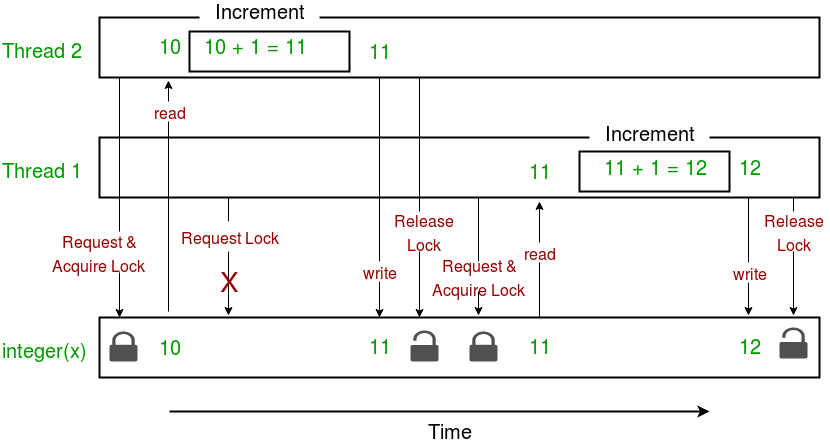 Increment
Thread 2
10
10 + 1 = 11
11
read
Increment
Thread 1
11
11 + 1 = 12
12
Request &
Acquire Lock
Request Lock
X
write
Release
Lock
Request &
Acquire Lock
read
write
Release
Lock
integer(x)
10
11
11
12
Time